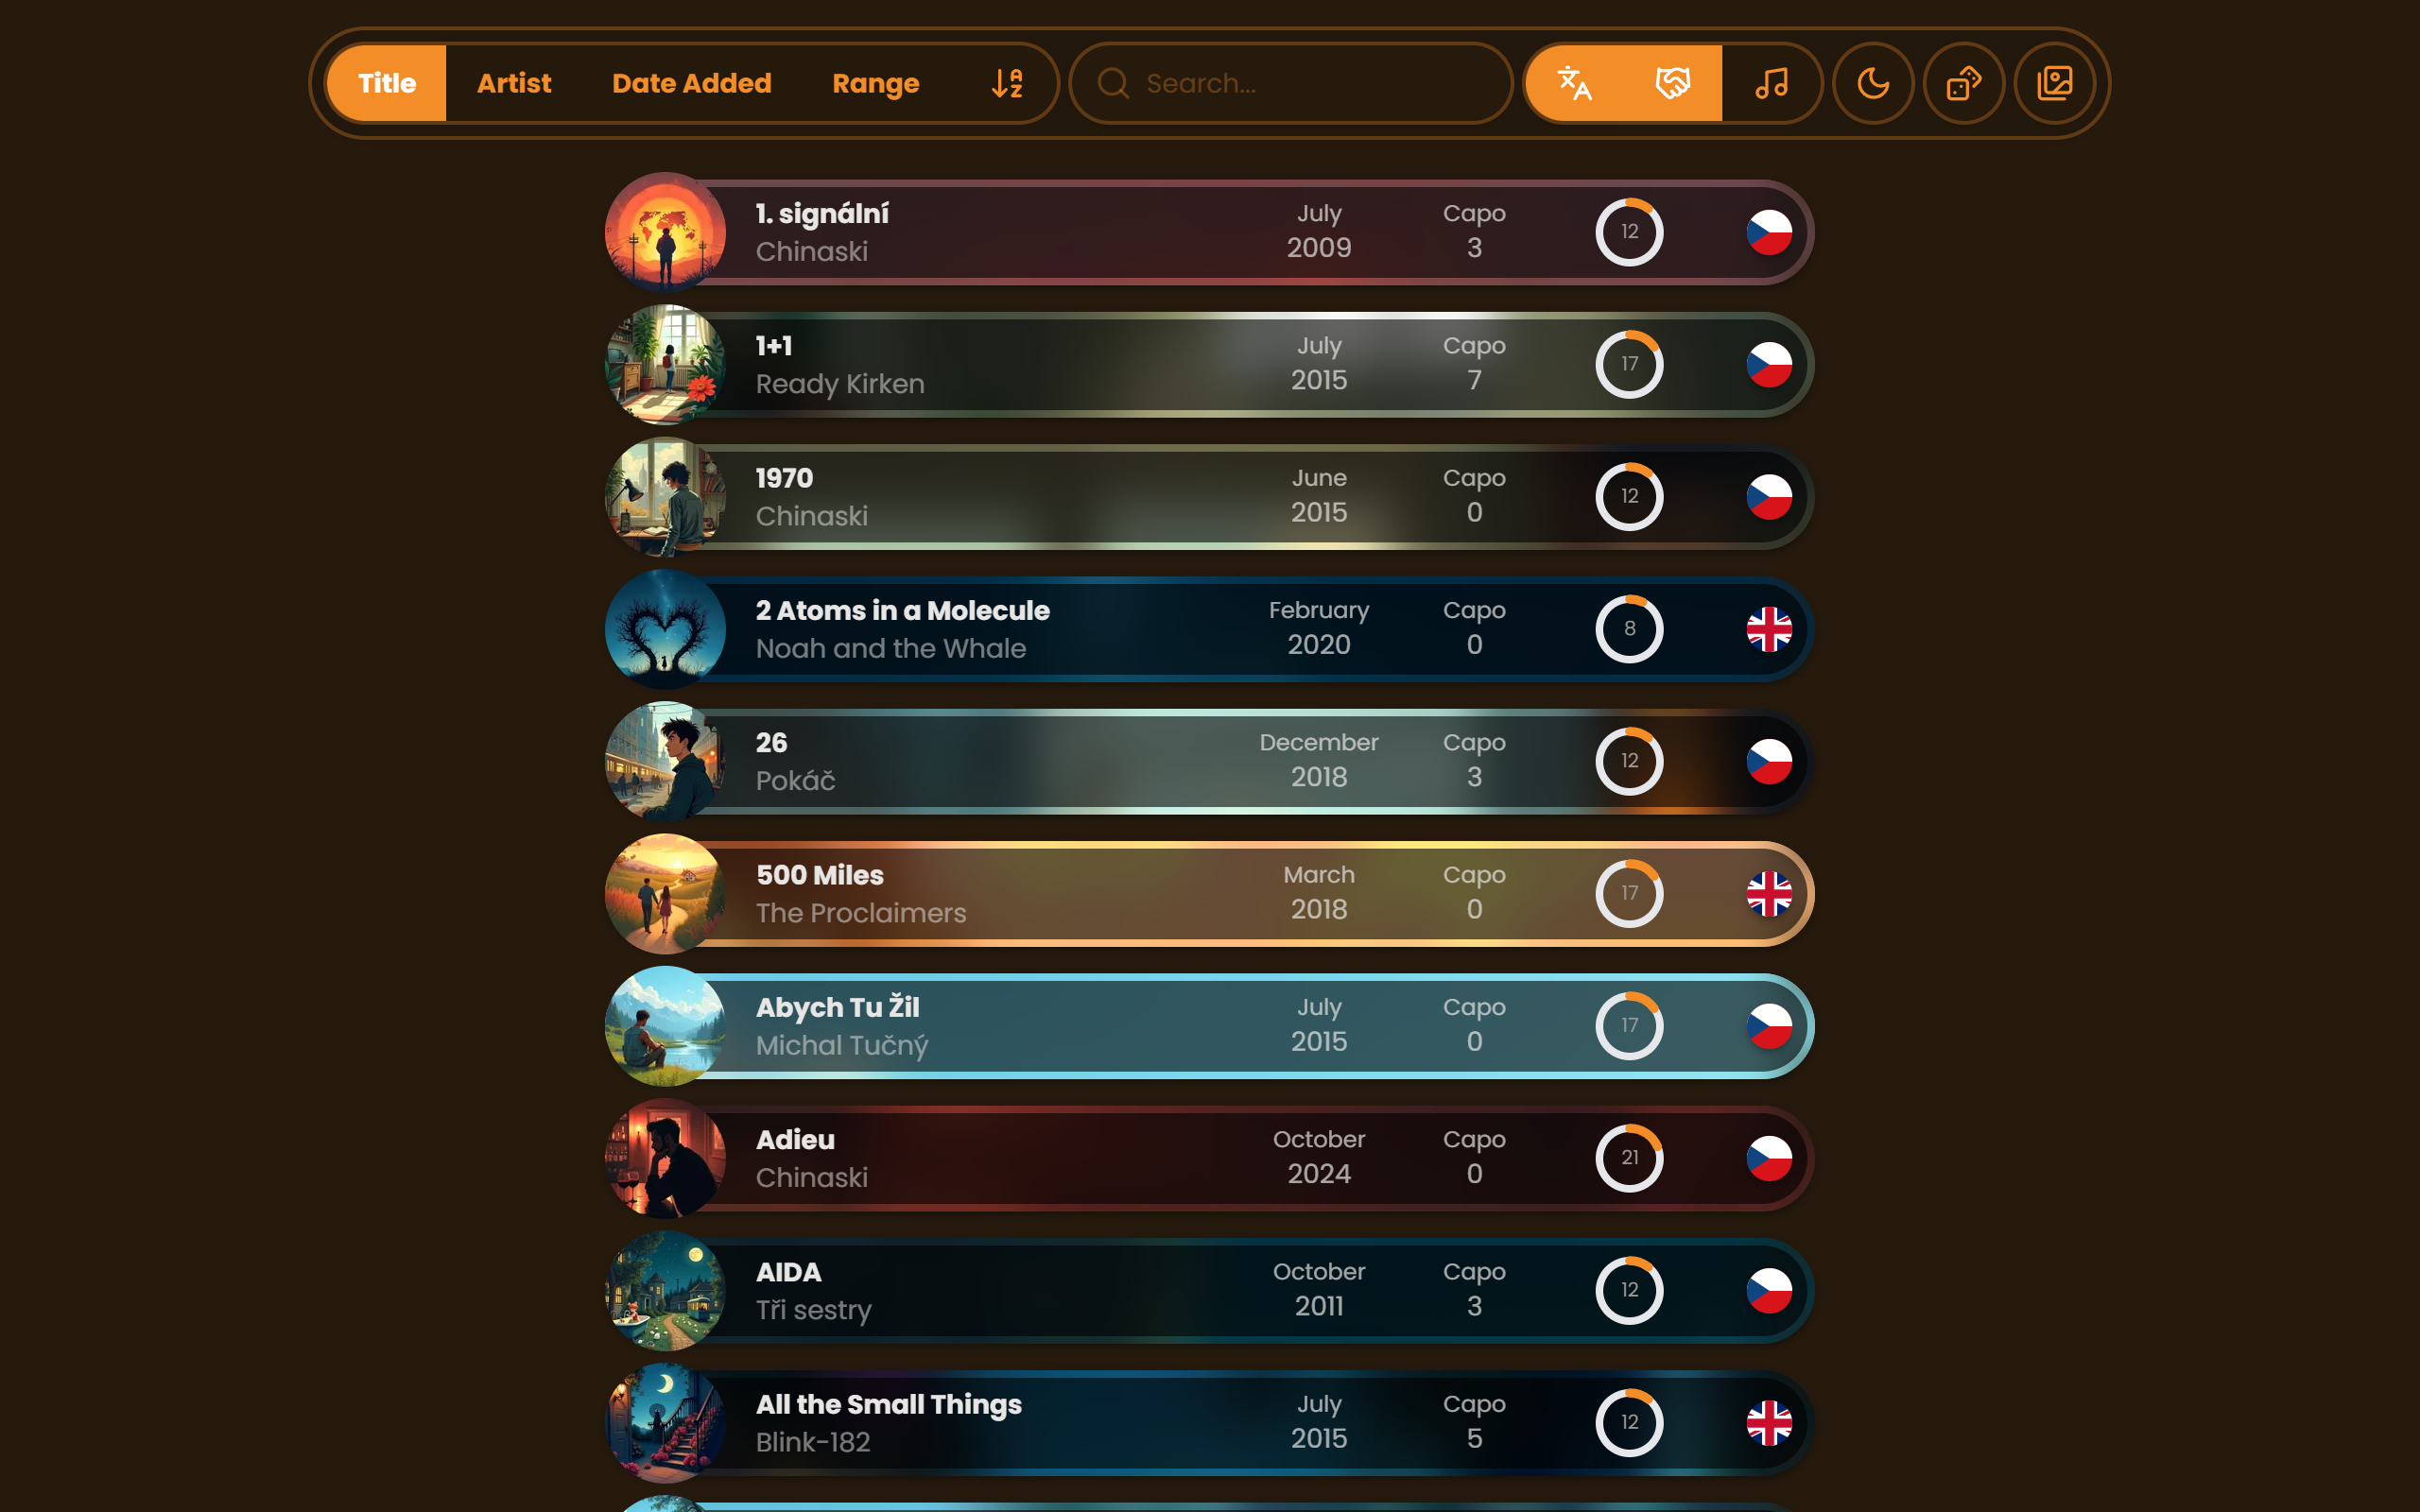 Title Artist Date Added Range Search...
1. signální July Capo 12
Chinaski 2009 3
1+1 July Capo 17
Ready Kirken 2015 7
1970 June Capo 12
Chinaski 2015 0
2 Atoms in a Molecule February Capo 8
Noah and the Whale 2020 0
26 December Capo 12
Pokáč 2018 3
500 Miles March Capo 17
The Proclaimers 2018 0
Abych Tu Žil July Capo 17
Michal Tučný 2015 0
Adieu October Capo 21
Chinaski 2024 0
AIDA October Capo 12
Tři sestry 2011 3
All the Small Things July Capo 12
Blink-182 2015 5